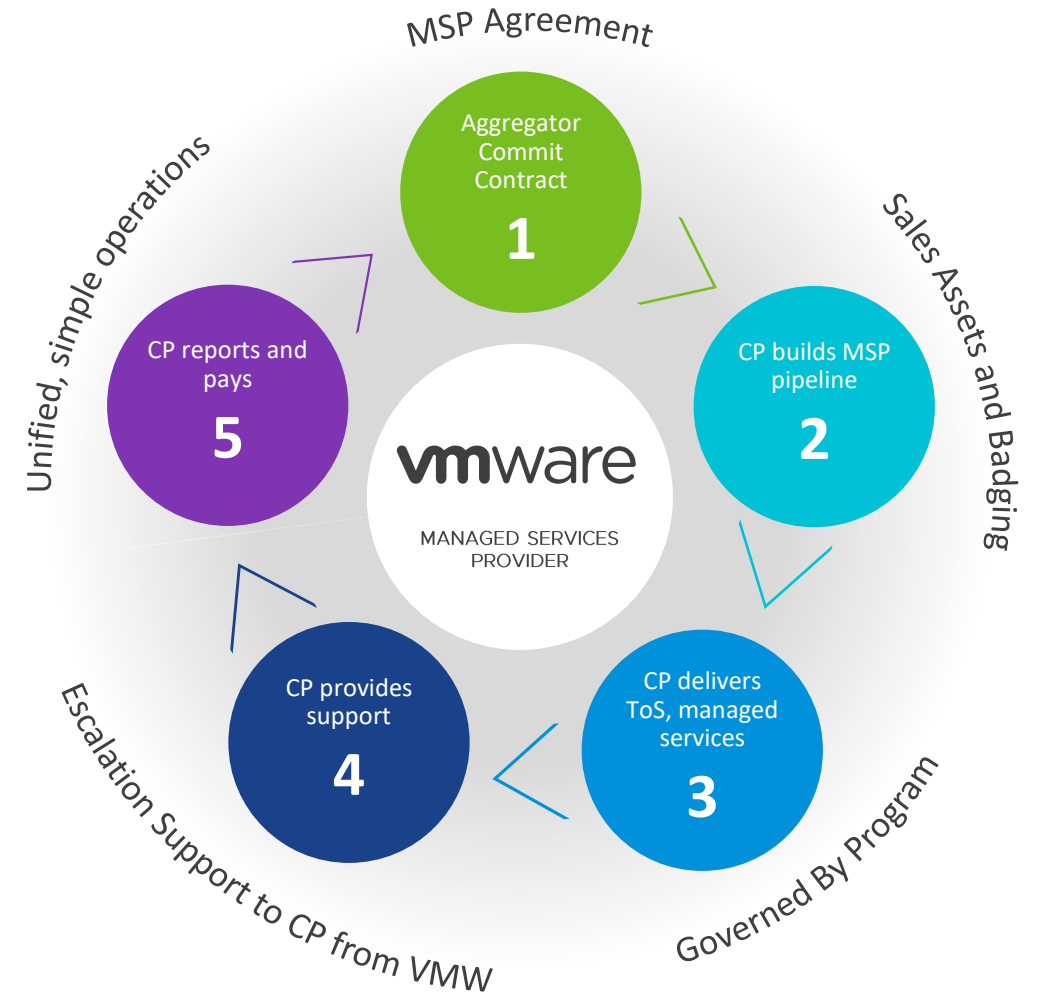 MSP Agreement
Aggregator
Commit
Contract
1
Sales Assets and Badging
CP builds MSP
pipeline
2
Governed By Program
CP delivers
ToS, managed
services
3
Escalation Support to CP from VMW
CP provides
support
4
Unified, simple operations
CP reports and
pays
5
vmware
MANAGED SERVICES
PROVIDER